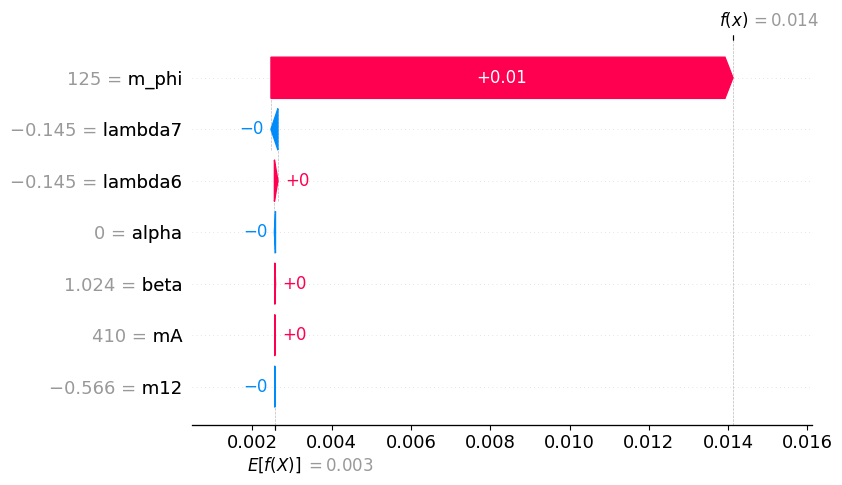 f(x) = 0.014
125 = m_phi
+0.01
−0.145 = lambda7
−0
−0.145 = lambda6
+0
0 = alpha
−0
1.024 = beta
+0
410 = mA
+0
−0.566 = m12
−0
0.002 0.004 0.006 0.008 0.010 0.012 0.014 0.016
E[f(X)] = 0.003